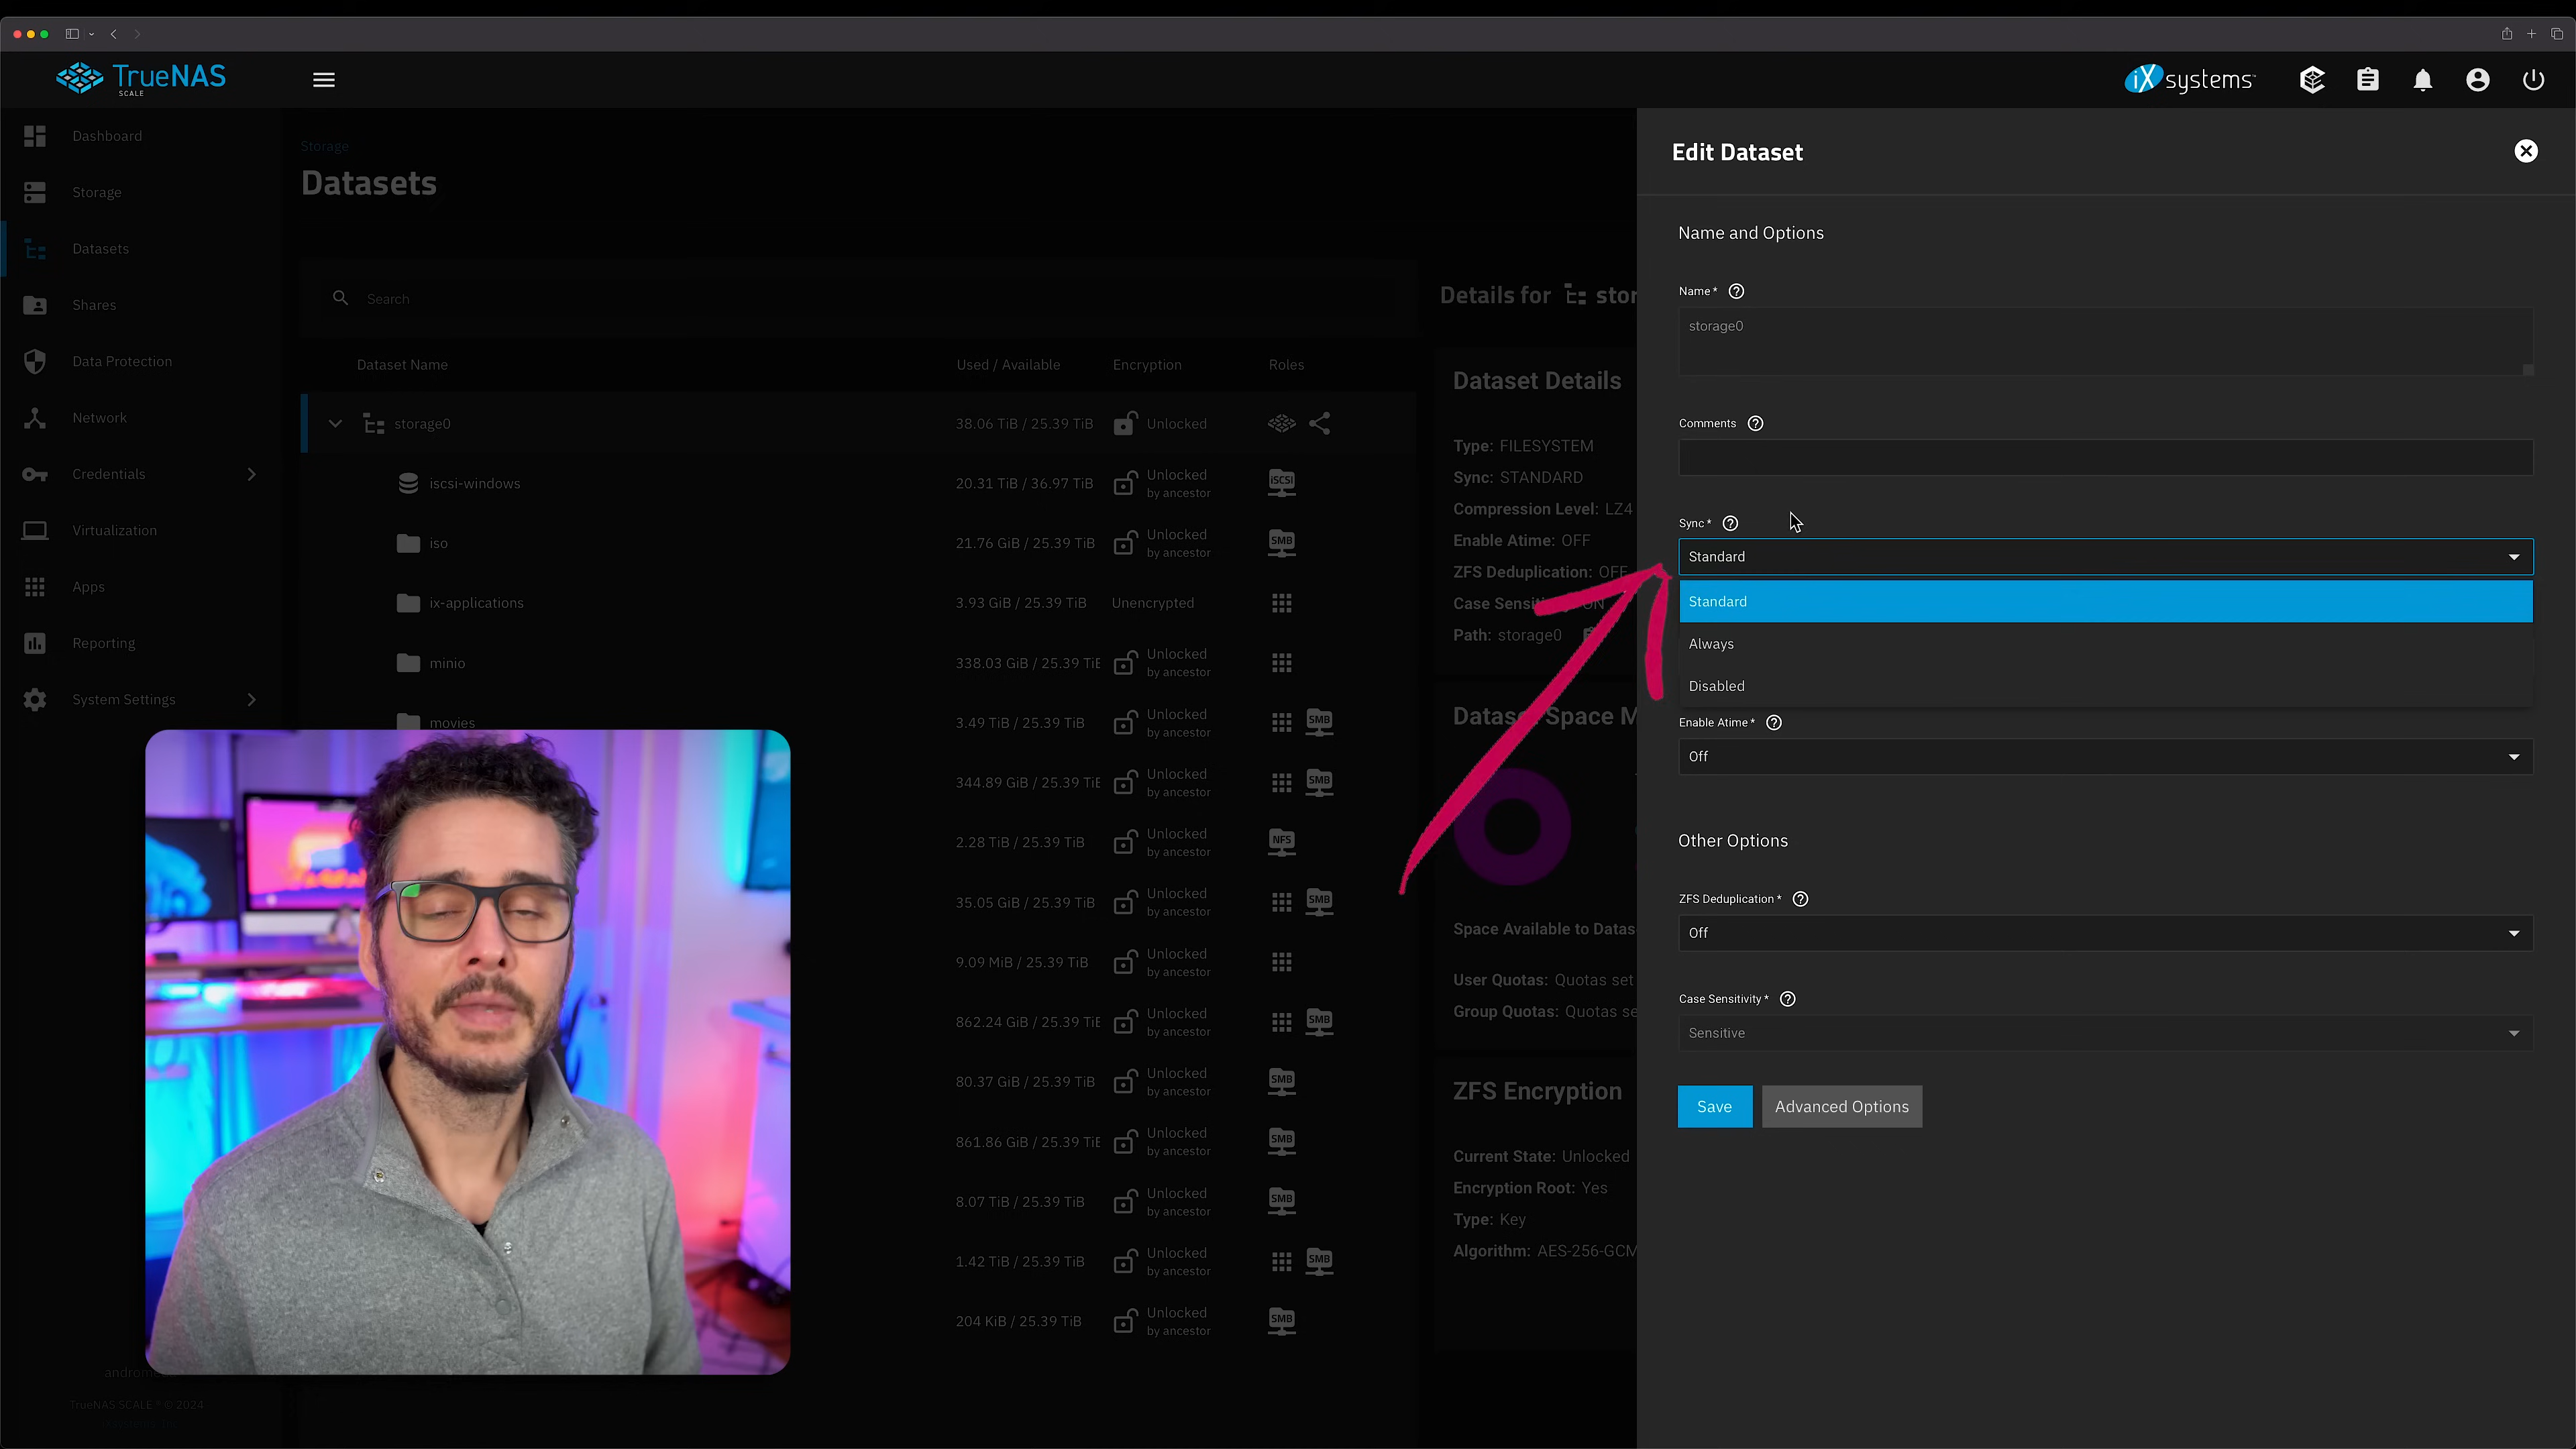 TrueNAS
SCALE
iX systems
Dashboard
Storage
Datasets
Shares
Data Protection
Network
Credentials
Virtualization
Apps
Reporting
System Settings
TrueNAS SCALE ® © 2024
Storage
Datasets
Search
Dataset Name
Used / Available
Encryption
Roles
storage0
38.06 TiB / 25.39 TiB
Unlocked
iscsi-windows
20.31 TiB / 36.97 TiB
Unlocked
by ancestor
iSCSI
iso
21.76 GiB / 25.39 TiB
Unlocked
by ancestor
SMB
ix-applications
3.93 GiB / 25.39 TiB
Unencrypted
minio
338.03 GiB / 25.39 TiE
Unlocked
by ancestor
movies
3.49 TiB / 25.39 TiB
Unlocked
by ancestor
SMB
344.89 GiB / 25.39 TiE
Unlocked
by ancestor
SMB
2.28 TiB / 25.39 TiB
Unlocked
by ancestor
NFS
35.05 GiB / 25.39 TiB
Unlocked
by ancestor
SMB
9.09 MiB / 25.39 TiB
Unlocked
by ancestor
862.24 GiB / 25.39 TiE
Unlocked
by ancestor
SMB
80.37 GiB / 25.39 TiB
Unlocked
by ancestor
SMB
861.86 GiB / 25.39 TiE
Unlocked
by ancestor
SMB
8.07 TiB / 25.39 TiB
Unlocked
by ancestor
SMB
1.42 TiB / 25.39 TiB
Unlocked
by ancestor
SMB
204 KiB / 25.39 TiB
Unlocked
by ancestor
SMB
Details for stor
Dataset Details
Type: FILESYSTEM
Sync: STANDARD
Compression Level: LZ4
Enable Atime: OFF
ZFS Deduplication: OFF
Case Sensiti ON
Path: storage0
Dataset Space M
Space Available to Datas
User Quotas: Quotas set
Group Quotas: Quotas se
ZFS Encryption
Current State: Unlocked
Encryption Root: Yes
Type: Key
Algorithm: AES-256-GCM
Edit Dataset
Name and Options
Name *
storage0
Comments
Sync *
Standard
Standard
Always
Disabled
Enable Atime *
Off
Other Options
ZFS Deduplication *
Off
Case Sensitivity *
Sensitive
Save
Advanced Options